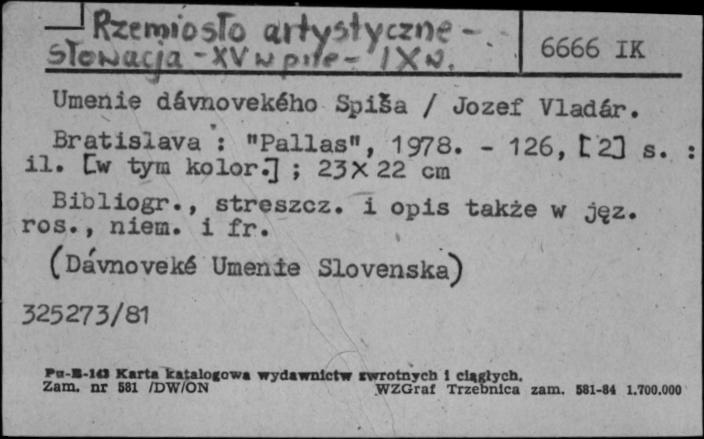 Rzemiosło artystyczne -
słowacja - XV w p.n.e - IX w.
6666 IK
Umenie dávnovekého Spiša / Jozef Vladár.
Bratislava : "Pallas", 1978. - 126, [2] s. :
il. [w tym kolor.] ; 23 x 22 cm
Bibliogr., streszcz. i opis także w jęz.
ros., niem. i fr.
(Dávnoveké Umenie Slovenska)
325273/81
Pu-B-143 Karta katalogowa wydawnictw zwrotnych i ciągłych.
Zam. nr 581 /DW/ON WZGraf Trzebnica zam. 581-84 1.700.000